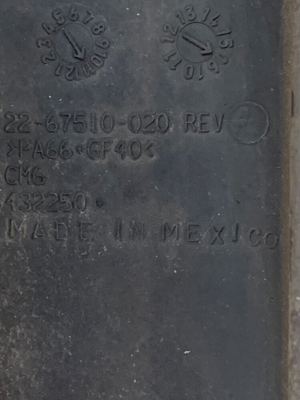 22-67510-020 REV
>PA66+GF40<
CMG
432250
MADE IN MEXICO